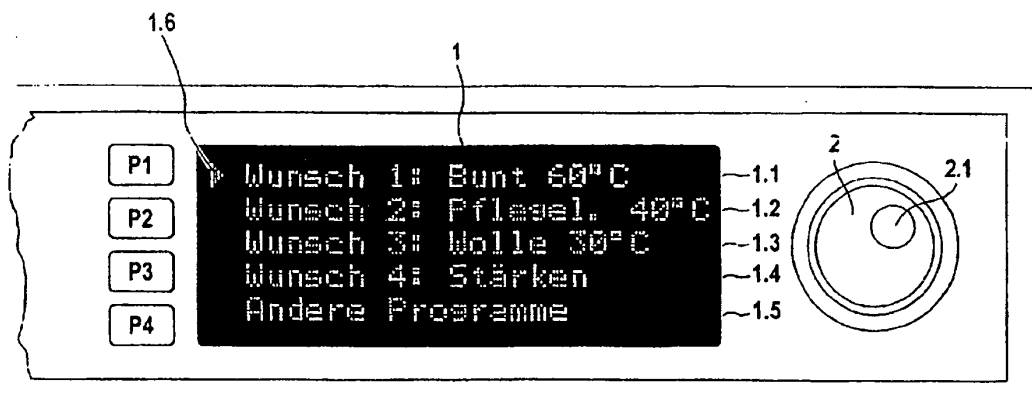 1.6
1
P1
P2
P3
P4
Wunsch 1: Bunt 60°C
Wunsch 2: Pflegel. 40°C
Wunsch 3: Wolle 30°C
Wunsch 4: Stärken
Andere Programme
1.1
1.2
1.3
1.4
1.5
2
2.1